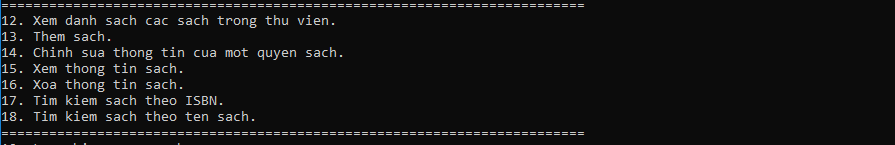 =========================================================================
12. Xem danh sach cac sach trong thu vien.
13. Them sach.
14. Chinh sua thong tin cua mot quyen sach.
15. Xem thong tin sach.
16. Xoa thong tin sach.
17. Tim kiem sach theo ISBN.
18. Tim kiem sach theo ten sach.
=========================================================================